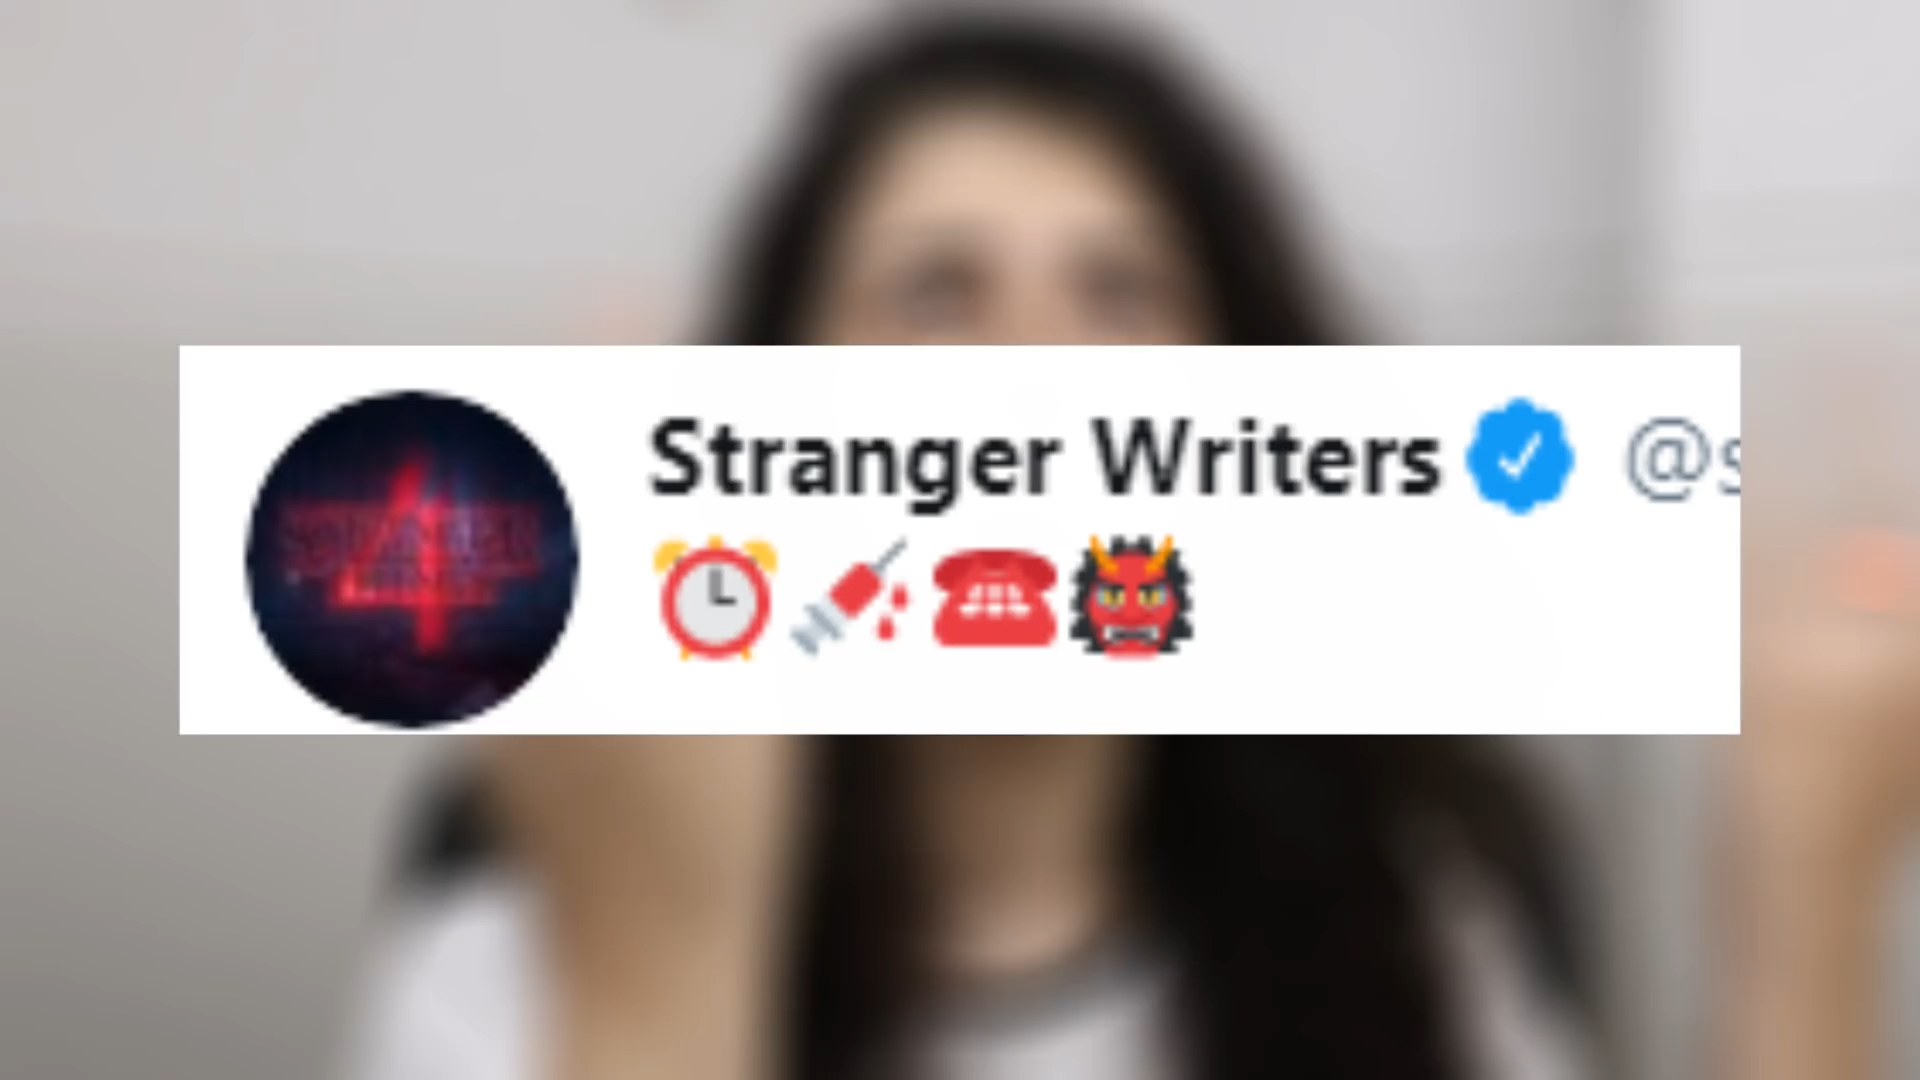 Stranger Writers @s
⏰💉☎👹